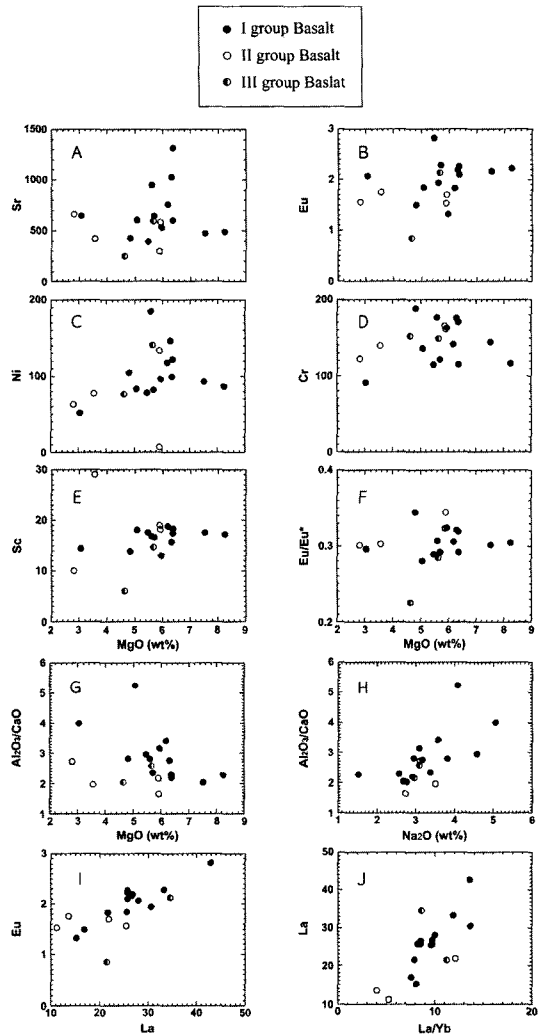 I group Basalt
II group Basalt
III group Baslat
1500
1000
500
0
Sr
A
3
2
1
0
Eu
B
200
100
0
Ni
C
200
100
0
Cr
D
30
20
10
0
Sc
E
2 3 4 5 6 7 8 9
MgO (wt%)
0.4
0.3
0.2
Eu/Eu*
F
2 3 4 5 6 7 8 9
MgO (wt%)
6
5
4
3
2
1
Al2O3/CaO
G
2 3 4 5 6 7 8 9
MgO (wt%)
6
5
4
3
2
1
Al2O3/CaO
H
1 2 3 4 5 6
Na2O (wt%)
3
2
1
0
Eu
I
10 20 30 40 50
La
50
40
30
20
10
La
J
0 5 10 15 20
La/Yb